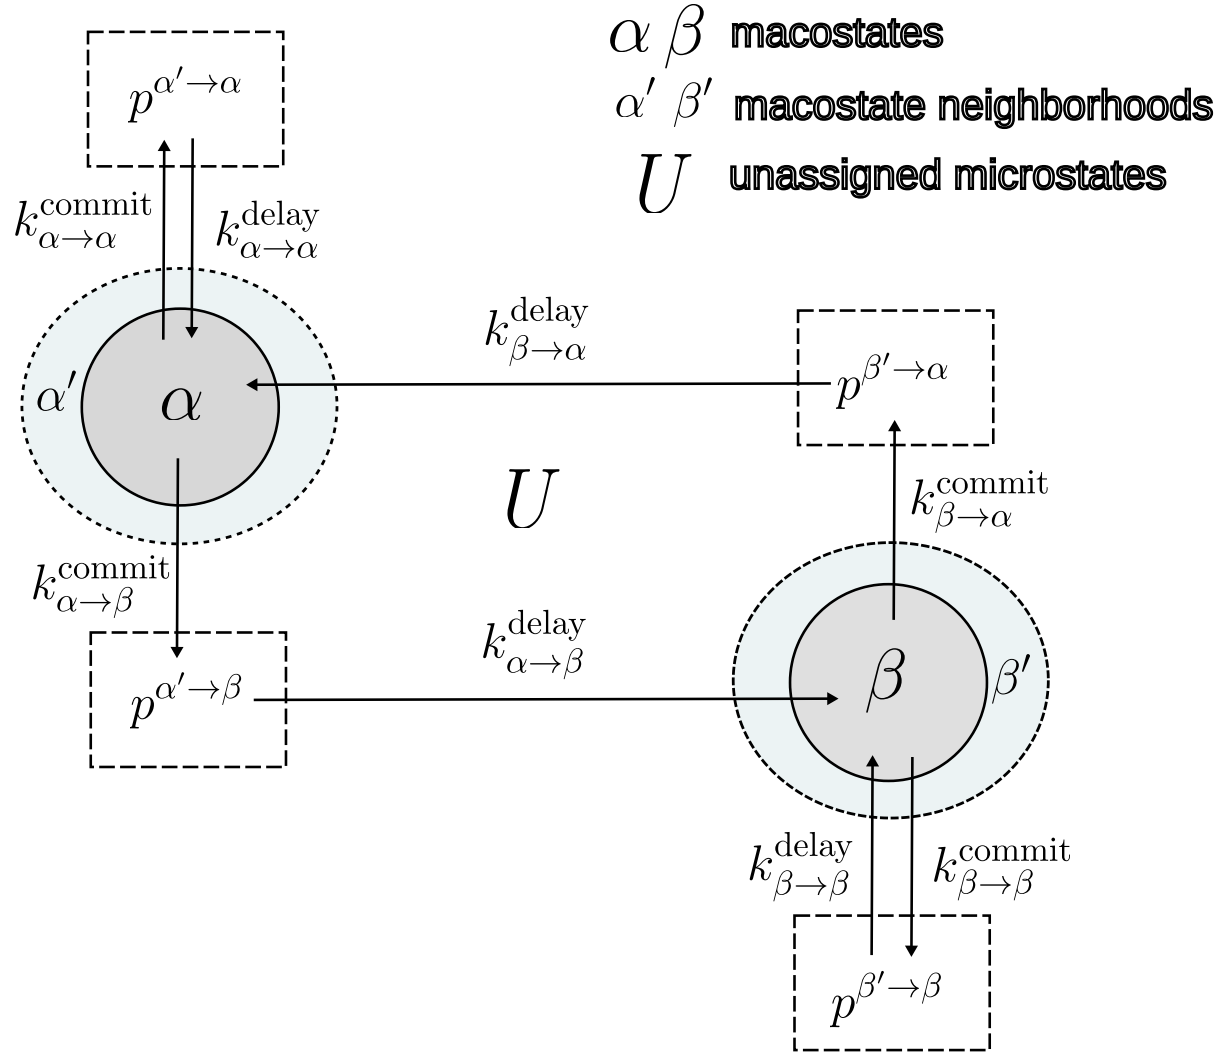 α β macostates
α′ β′ macostate neighborhoods
U unassigned microstates
p^{α′→α}
k^{commit}_{α→α}
k^{delay}_{α→α}
k^{delay}_{β→α}
p^{β′→α}
α′
α
U
k^{commit}_{β→α}
k^{commit}_{α→β}
k^{delay}_{α→β}
p^{α′→β}
β
β′
k^{delay}_{β→β}
k^{commit}_{β→β}
p^{β′→β}